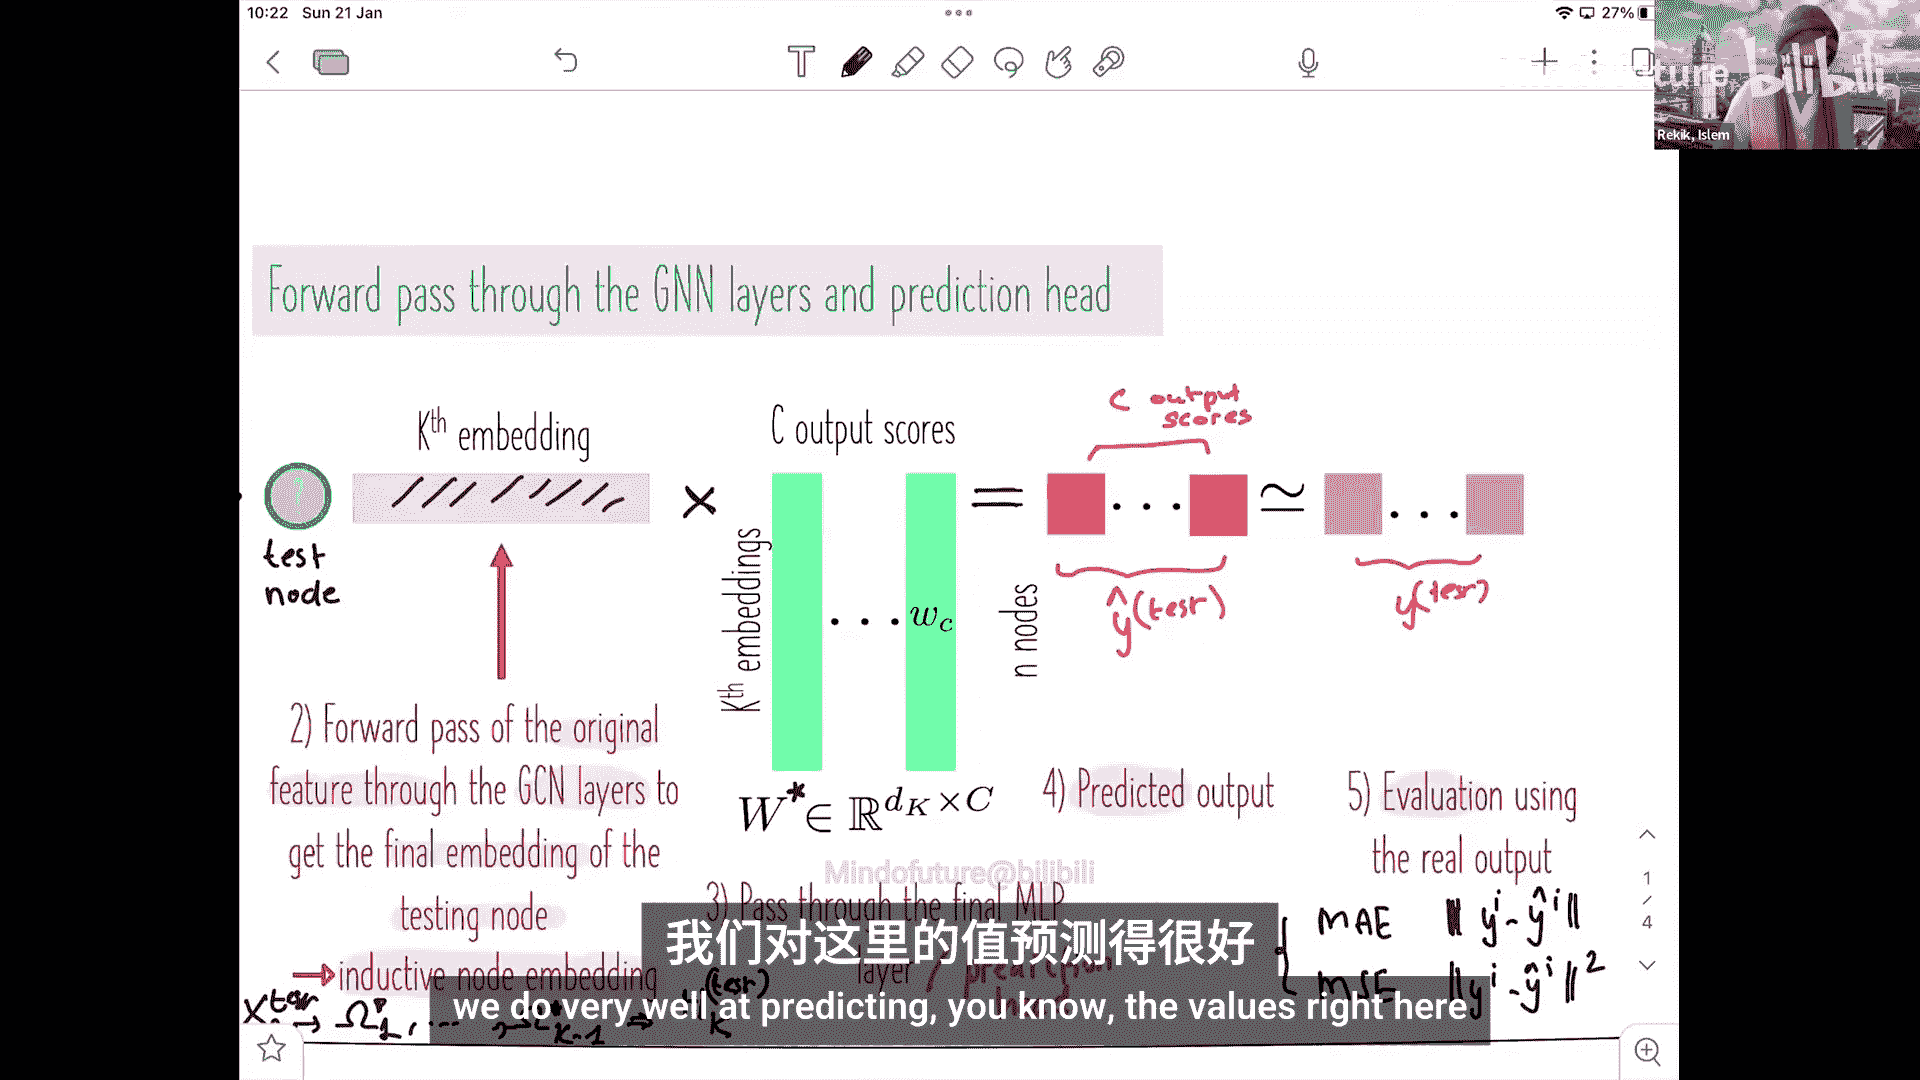 10:22 Sun 21 Jan
27%
bilibili
Rekik, Islem
Forward pass through the GNN layers and prediction head
C output
scores
Kth embedding
C output scores
?
×
=
...
≃
...
test
node
Kth embeddings
... wc
n nodes
ŷ(test)
y(test)
2) Forward pass of the original
feature through the GCN layers to
get the final embedding of the
testing node
→ inductive node embedding
W* ∈ ℝ^{d_K × C}
3) Pass through the final MLP
layer
4) Predicted output
5) Evaluation using
the real output
MAE ‖y^i - ŷ^i‖
MSE ‖y^i - ŷ^i‖²
1
/
4
Mindofuture@bilibili
我们对这里的值预测得很好
we do very well at predicting, you know, the values right here